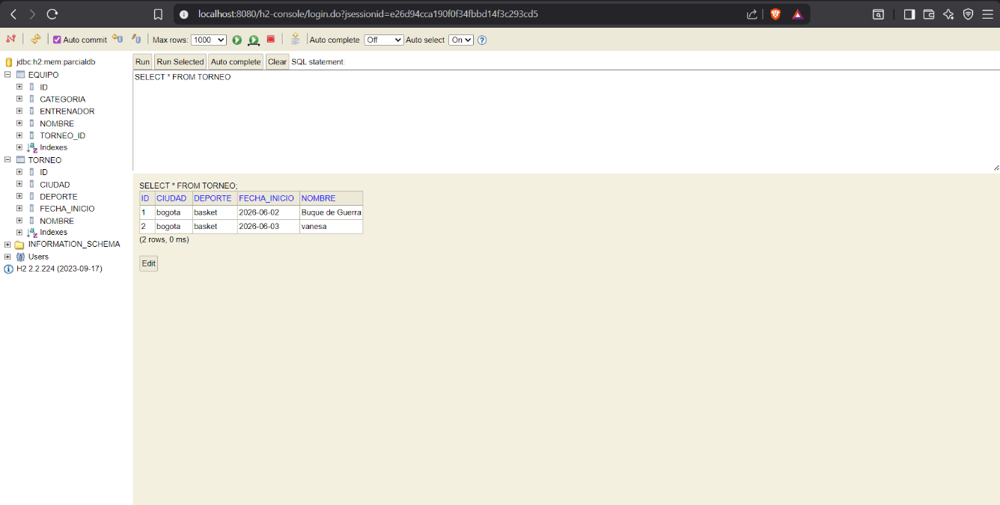 localhost:8080/h2-console/login.do?jsessionid=e26d94cca190f0f34fbbd14f3c293cd5
Auto commit Max rows: 1000 Auto complete Off Auto select On
jdbc:h2:mem:parcialdb
EQUIPO
ID
CATEGORIA
ENTRENADOR
NOMBRE
TORNEO_ID
Indexes
TORNEO
ID
CIUDAD
DEPORTE
FECHA_INICIO
NOMBRE
Indexes
INFORMATION_SCHEMA
Users
H2 2.2.224 (2023-09-17)
Run Run Selected Auto complete Clear SQL statement:
SELECT * FROM TORNEO
SELECT * FROM TORNEO;
ID CIUDAD DEPORTE FECHA_INICIO NOMBRE
1 bogota basket 2026-06-02 Buque de Guerra
2 bogota basket 2026-06-03 vanesa
(2 rows, 0 ms)
Edit